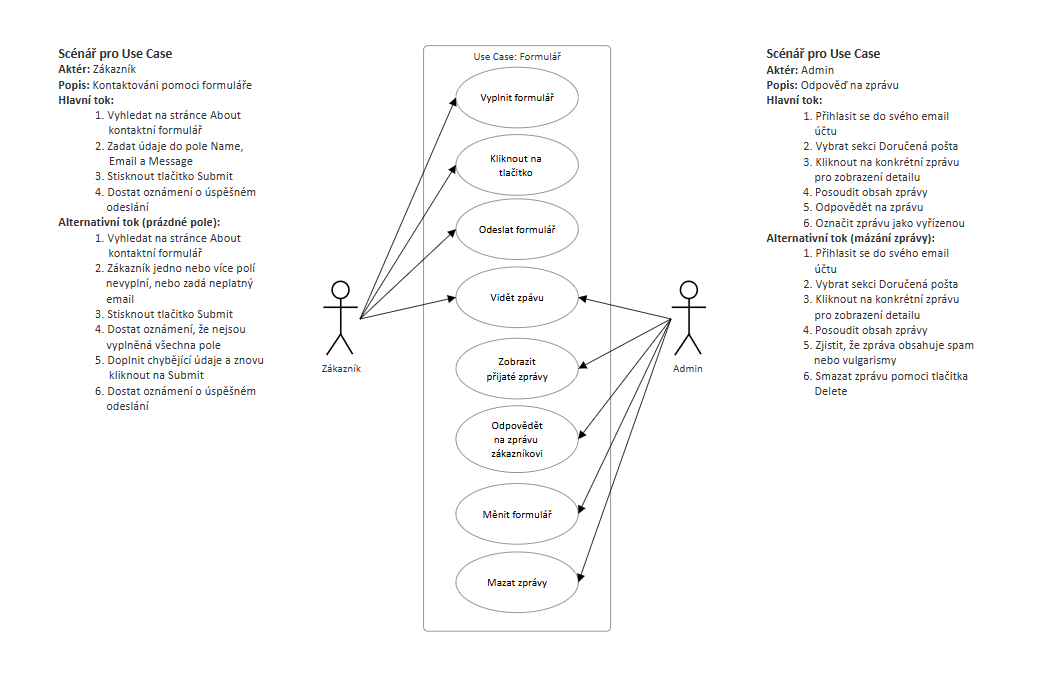 Scénář pro Use Case
Aktér: Zákazník
Popis: Kontaktováni pomoci formuláře
Hlavní tok:
1. Vyhledat na stránce About
kontaktní formulář
2. Zadat údaje do pole Name,
Email a Message
3. Stisknout tlačítko Submit
4. Dostat oznámení o úspěšném
odeslání
Alternativní tok (prázdné pole):
1. Vyhledat na stránce About
kontaktní formulář
2. Zákazník jedno nebo více polí
nevyplní, nebo zadá neplatný
email
3. Stisknout tlačítko Submit
4. Dostat oznámení, že nejsou
vyplněná všechna pole
5. Doplnit chybějící údaje a znovu
kliknout na Submit
6. Dostat oznámení o úspěšném
odeslání
Use Case: Formulář
Vyplnit formulář
Kliknout na
tlačítko
Odeslat formulář
Vidět zpávu
Zobrazit
přijaté zprávy
Odpovědět
na zprávu
zákazníkovi
Měnit formulář
Mazat zprávy
Zákazník
Admin
Scénář pro Use Case
Aktér: Admin
Popis: Odpověď na zprávu
Hlavní tok:
1. Přihlasit se do svého email
účtu
2. Vybrat sekci Doručená pošta
3. Kliknout na konkrétní zprávu
pro zobrazení detailu
4. Posoudit obsah zprávy
5. Odpovědět na zprávu
6. Označit zprávu jako vyřízenou
Alternativní tok (mázání zprávy):
1. Přihlasit se do svého email
účtu
2. Vybrat sekci Doručená pošta
3. Kliknout na konkrétní zprávu
pro zobrazení detailu
4. Posoudit obsah zprávy
5. Zjistit, že zpráva obsahuje spam
nebo vulgarismy
6. Smazat zprávu pomoci tlačitka
Delete